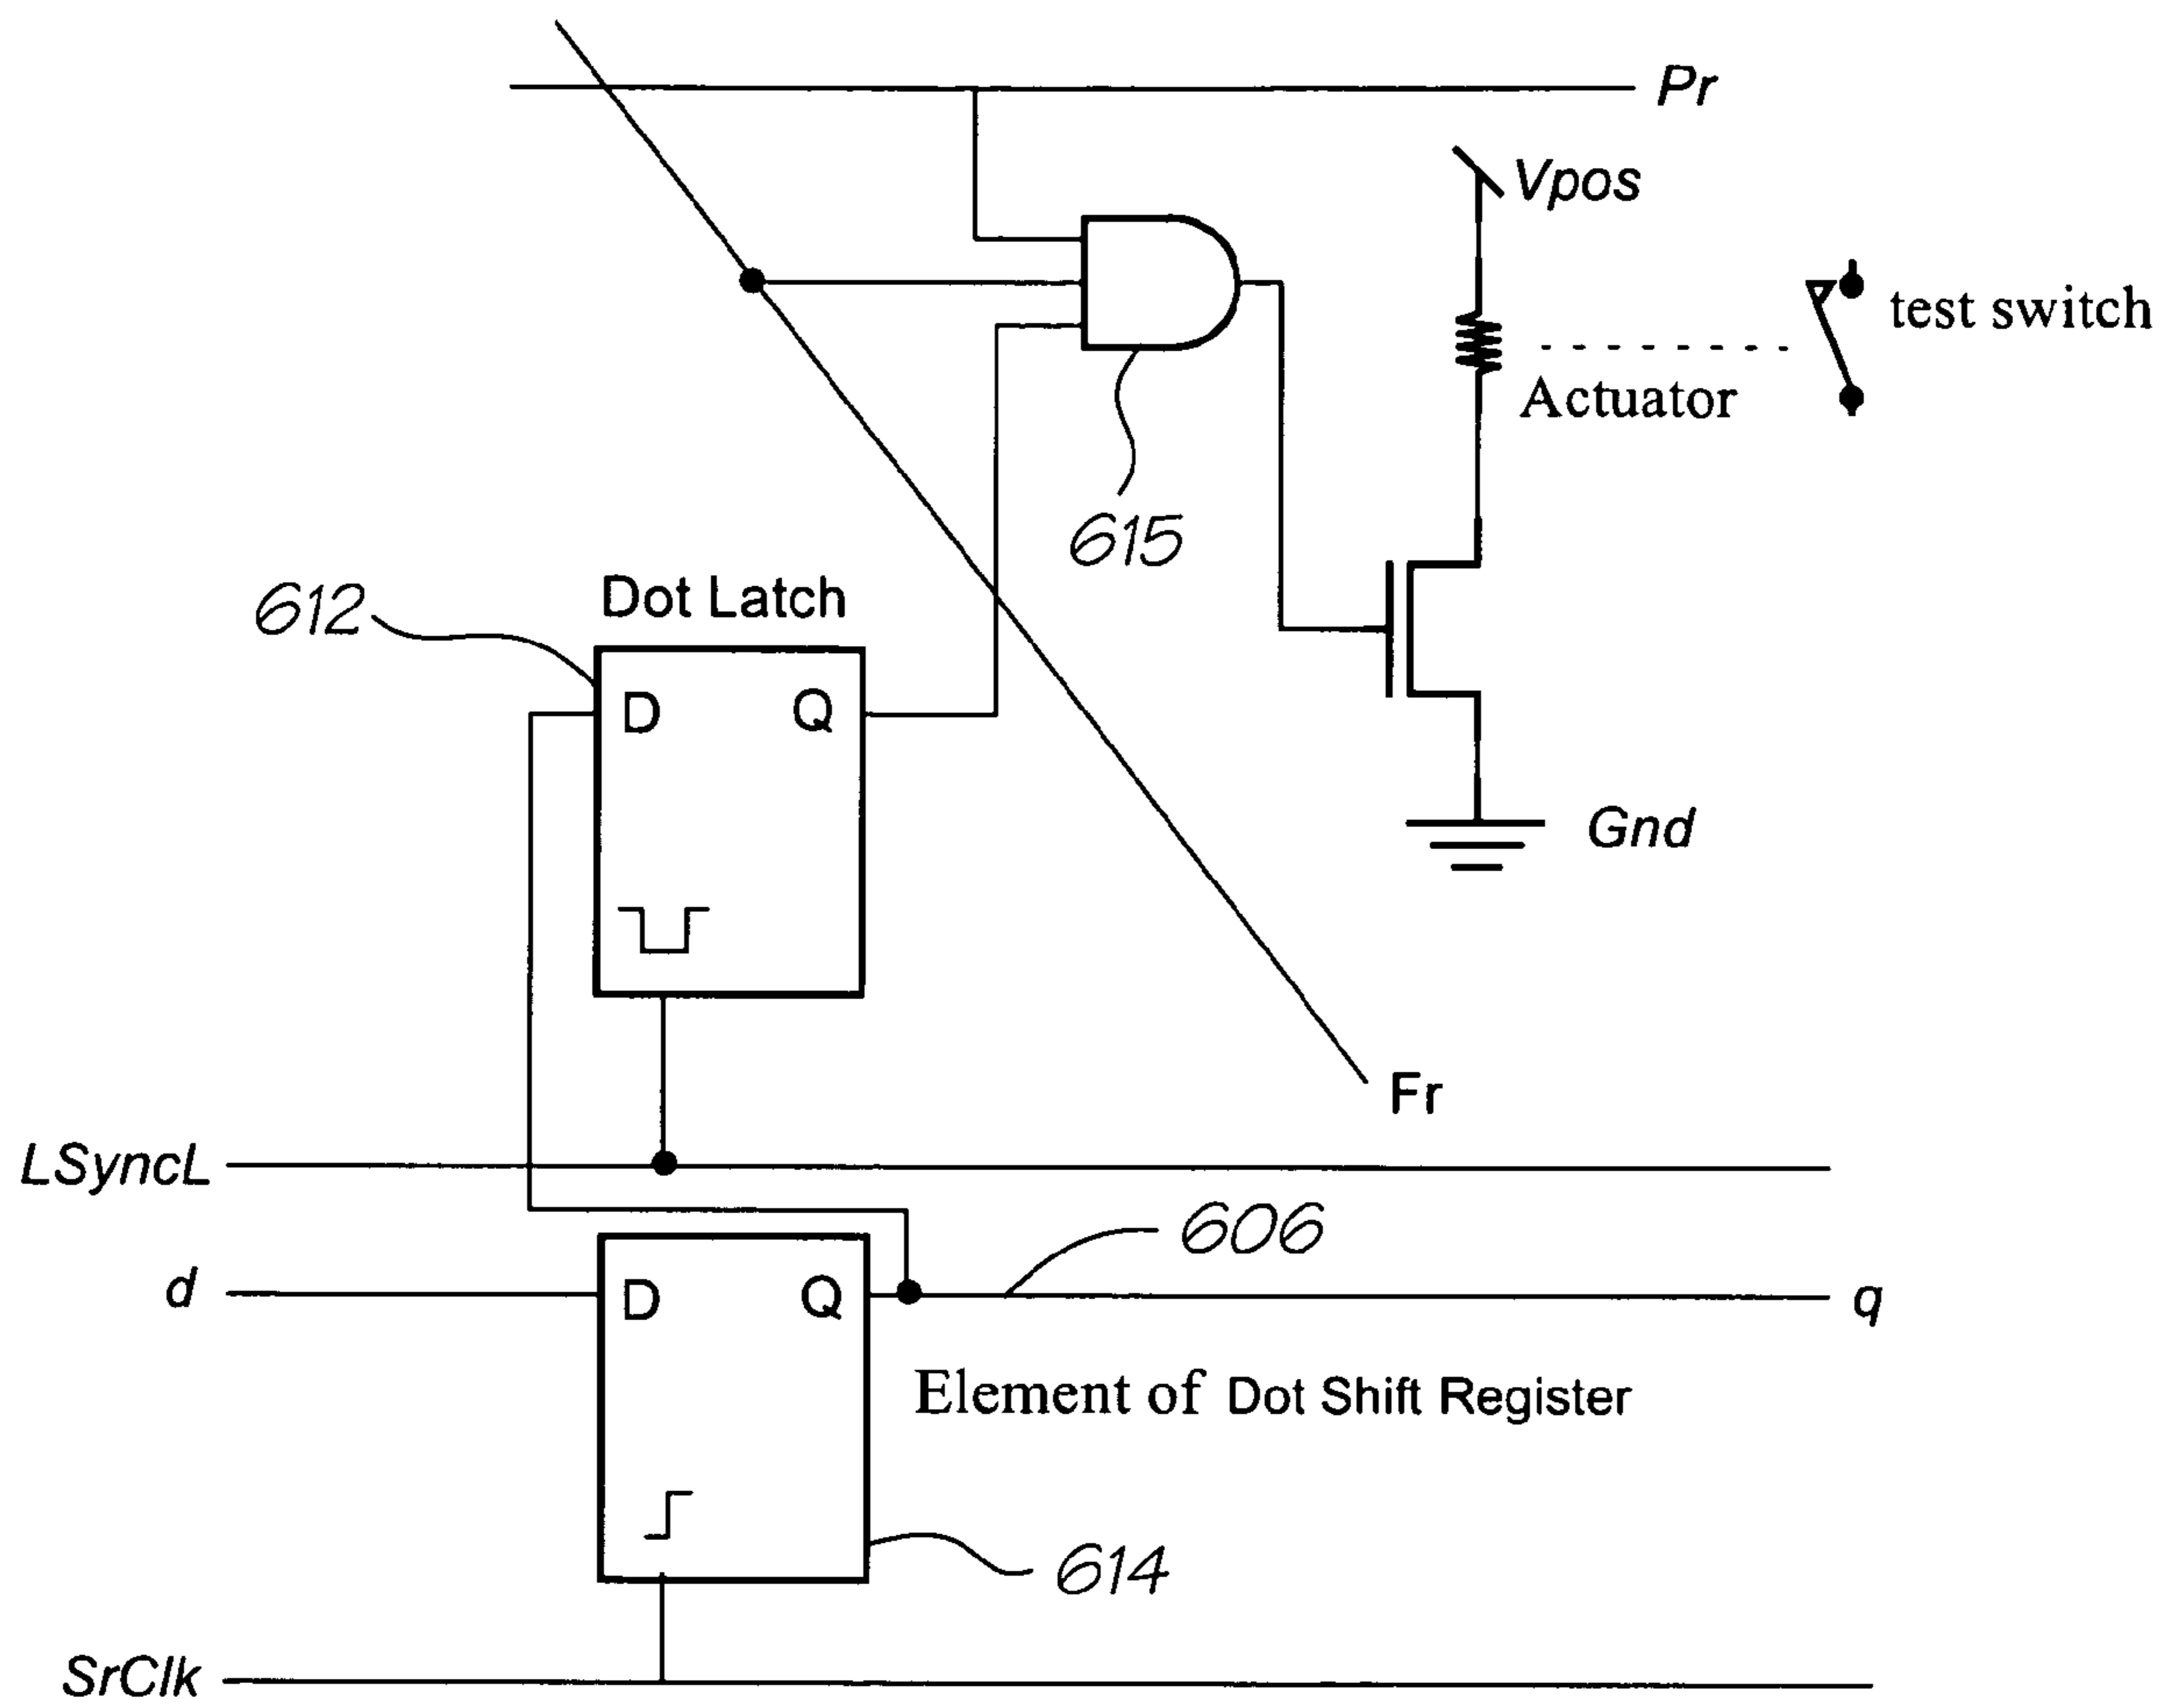 Pr
Vpos
test switch
Actuator
615
612
Dot Latch
D Q
Gnd
Fr
LSyncL
606
d
D Q
q
Element of Dot Shift Register
614
SrClk